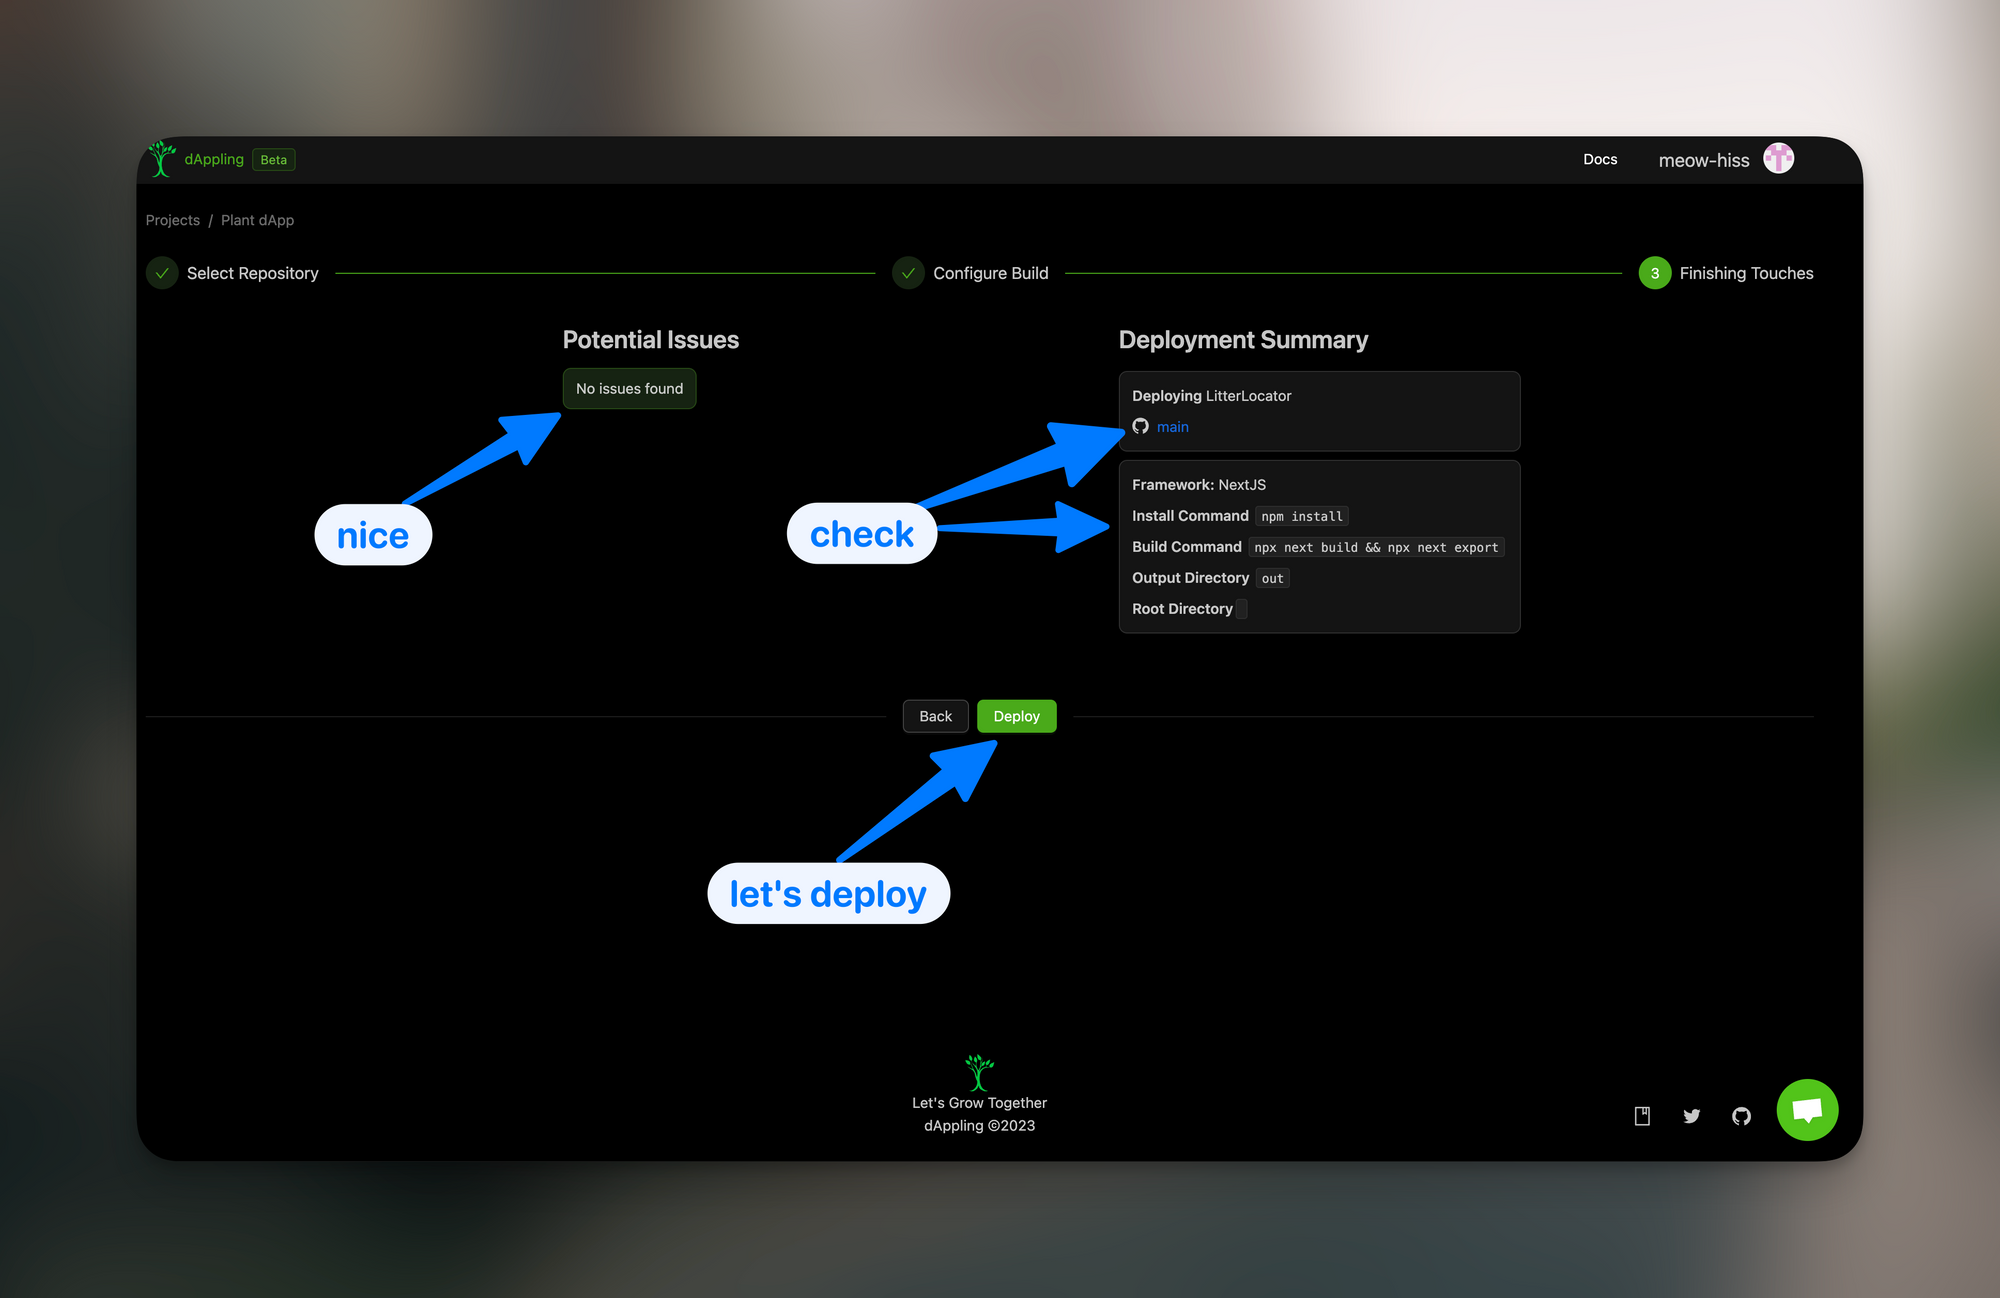 dAppling Beta
Docs
meow-hiss
Projects / Plant dApp
Select Repository
Configure Build
3 Finishing Touches
Potential Issues
No issues found
nice
check
Deployment Summary
Deploying LitterLocator
main
Framework: NextJS
Install Command npm install
Build Command npx next build && npx next export
Output Directory out
Root Directory
Back
Deploy
let's deploy
Let's Grow Together
dAppling ©2023